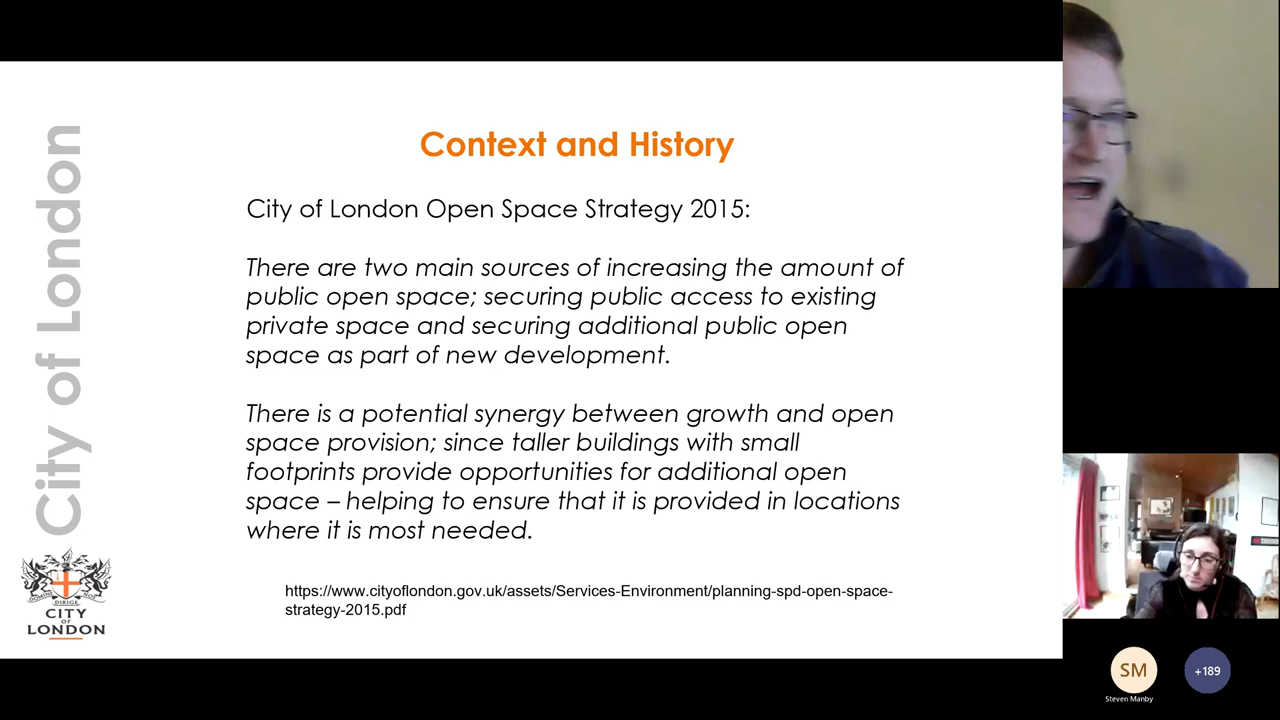 City of London
Context and History
City of London Open Space Strategy 2015:
There are two main sources of increasing the amount of
public open space; securing public access to existing
private space and securing additional public open
space as part of new development.
There is a potential synergy between growth and open
space provision; since taller buildings with small
footprints provide opportunities for additional open
space – helping to ensure that it is provided in locations
where it is most needed.
https://www.cityoflondon.gov.uk/assets/Services-Environment/planning-spd-open-space-
strategy-2015.pdf
DOMINE DIRIGE NOS
CITY
OF
LONDON
SM
+189
Steven Manby